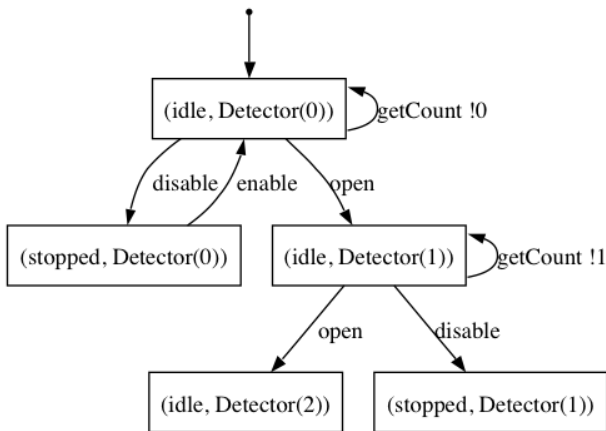 (idle, Detector(0))
getCount !0
disable
enable
open
(stopped, Detector(0))
(idle, Detector(1))
getCount !1
open
disable
(idle, Detector(2))
(stopped, Detector(1))